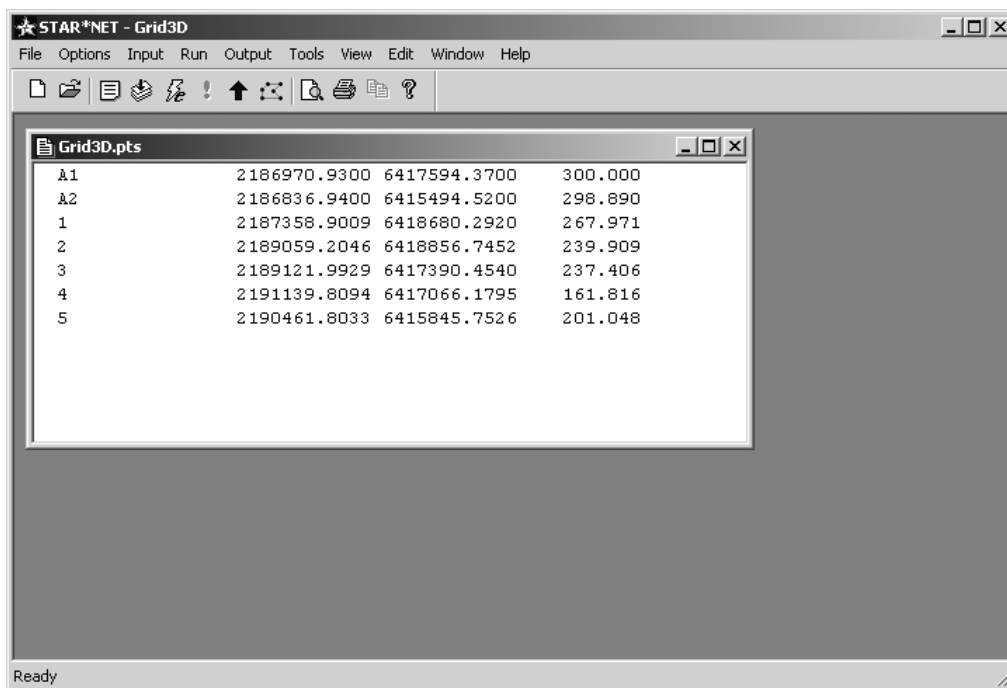 STAR*NET - Grid3D
File Options Input Run Output Tools View Edit Window Help
Grid3D.pts
A1 2186970.9300 6417594.3700 300.000
A2 2186836.9400 6415494.5200 298.890
1 2187358.9009 6418680.2920 267.971
2 2189059.2046 6418856.7452 239.909
3 2189121.9929 6417390.4540 237.406
4 2191139.8094 6417066.1795 161.816
5 2190461.8033 6415845.7526 201.048
Ready